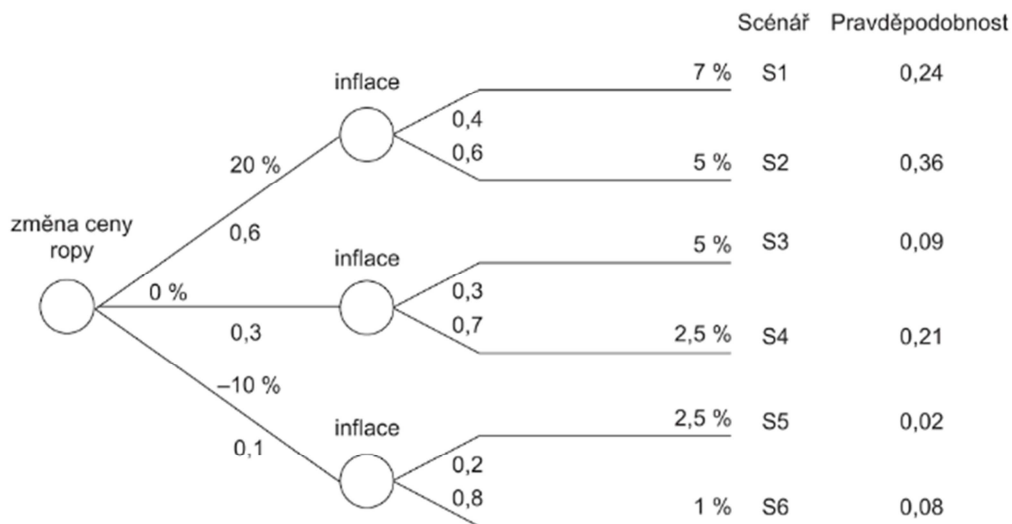 Scénář Pravděpodobnost
inflace
7 % S1 0,24
0,4
0,6
20 %
5 % S2 0,36
změna ceny
ropy
0,6
inflace
5 % S3 0,09
0 %
0,3
0,3
0,7
2,5 % S4 0,21
–10 %
inflace
2,5 % S5 0,02
0,1
0,2
0,8
1 % S6 0,08